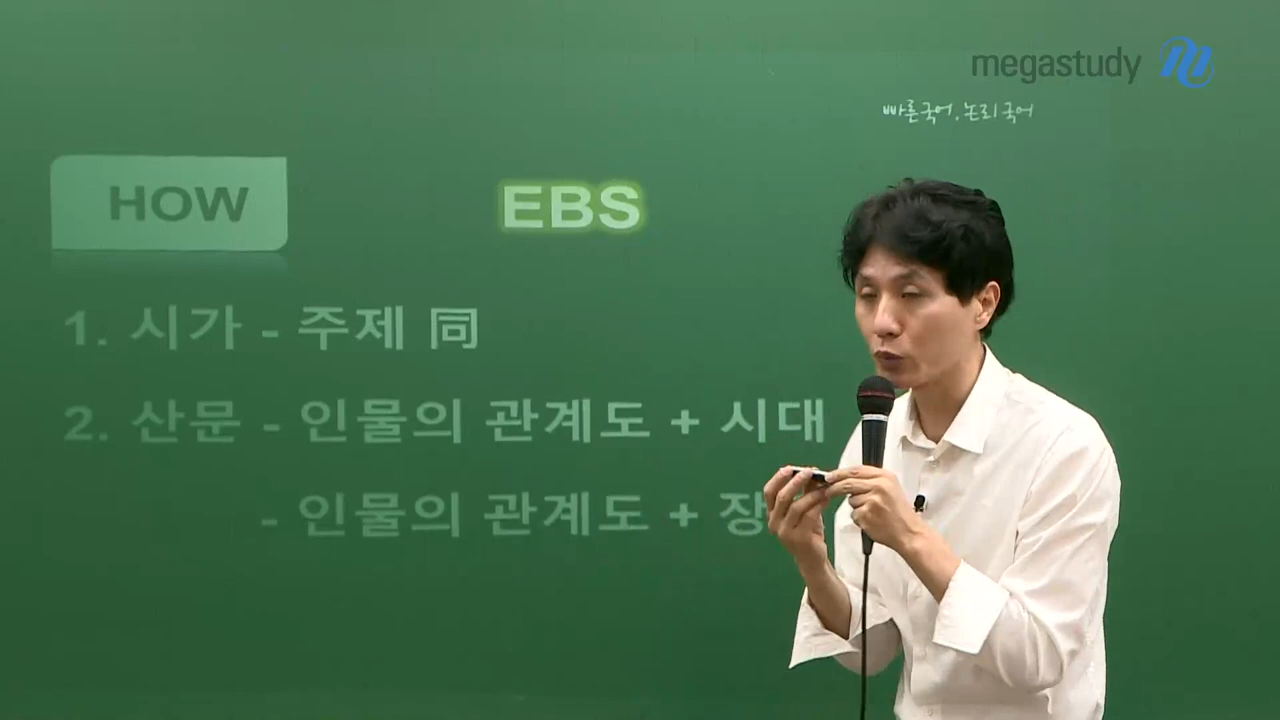 megastudy
빠른국어. 논리국어
HOW
EBS
1. 시가 - 주제 同
2. 산문 - 인물의 관계도 + 시대
- 인물의 관계도 + 장